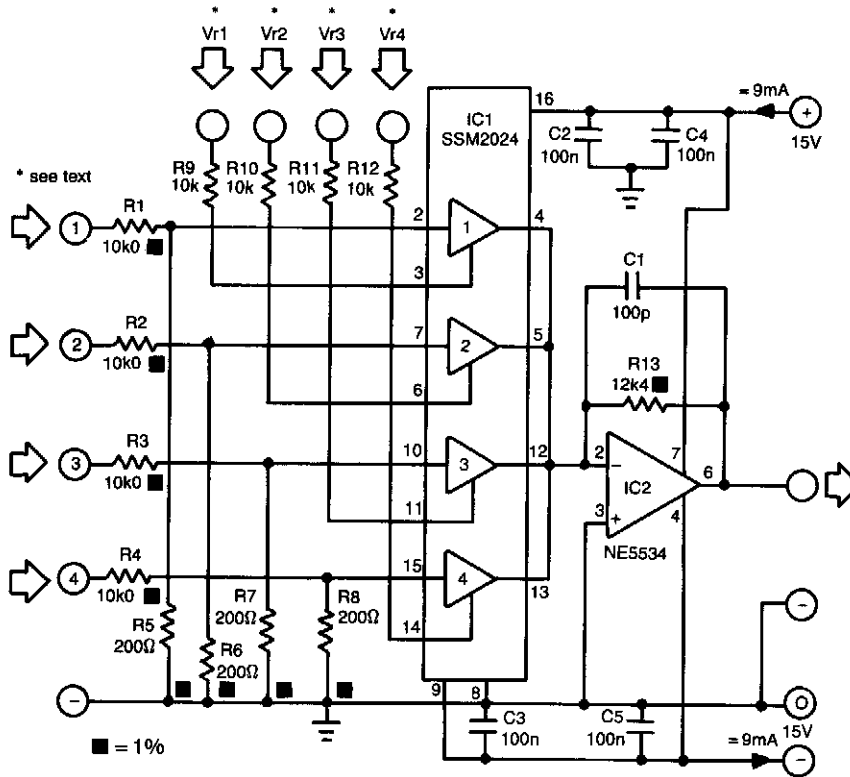 * * * *
Vr1 Vr2 Vr3 Vr4
16 = 9mA +
IC1
SSM2024
C2
100n
C4
100n
15V
* see text
R9
10k
R10
10k
R11
10k
R12
10k
1 R1
10k0
2 1 4
3
C1
100p
2 R2
10k0
7 2 5
6
R13
12k4
3 R3
10k0
10 3 12
11
2 − 7 6
IC2
3 + 4
NE5534
4 R4
10k0
15 4 13
14
R5
200Ω
R6
200Ω
R7
200Ω
R8
200Ω
−
− 9 8
O
C3
100n
C5
100n
15V
= 9mA −
■ = 1%